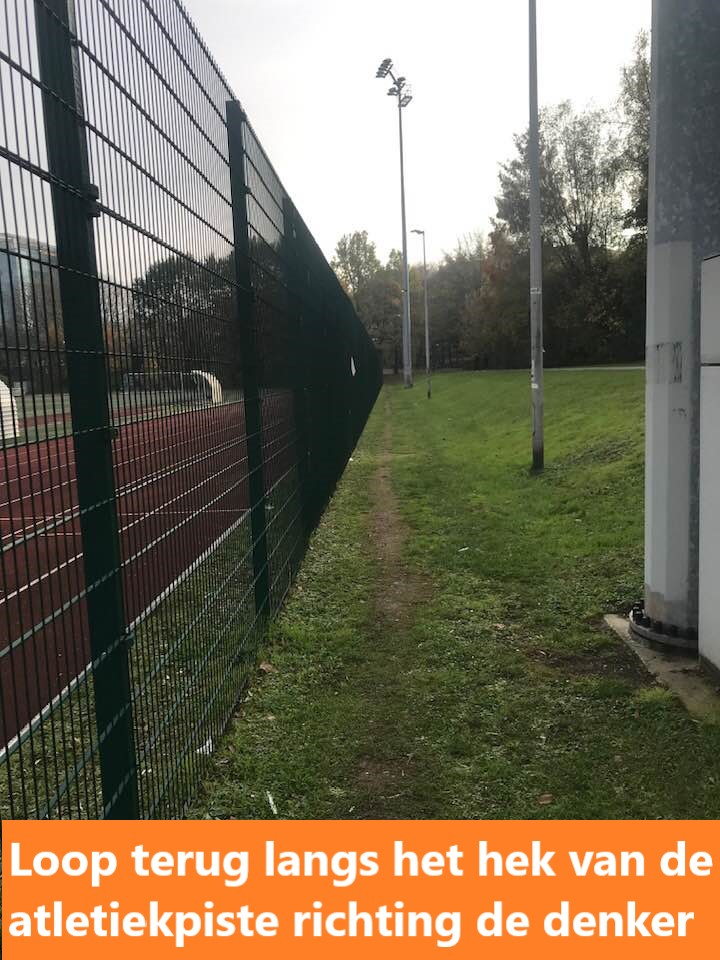 Loop terug langs het hek van de
atletiekpiste richting de denker